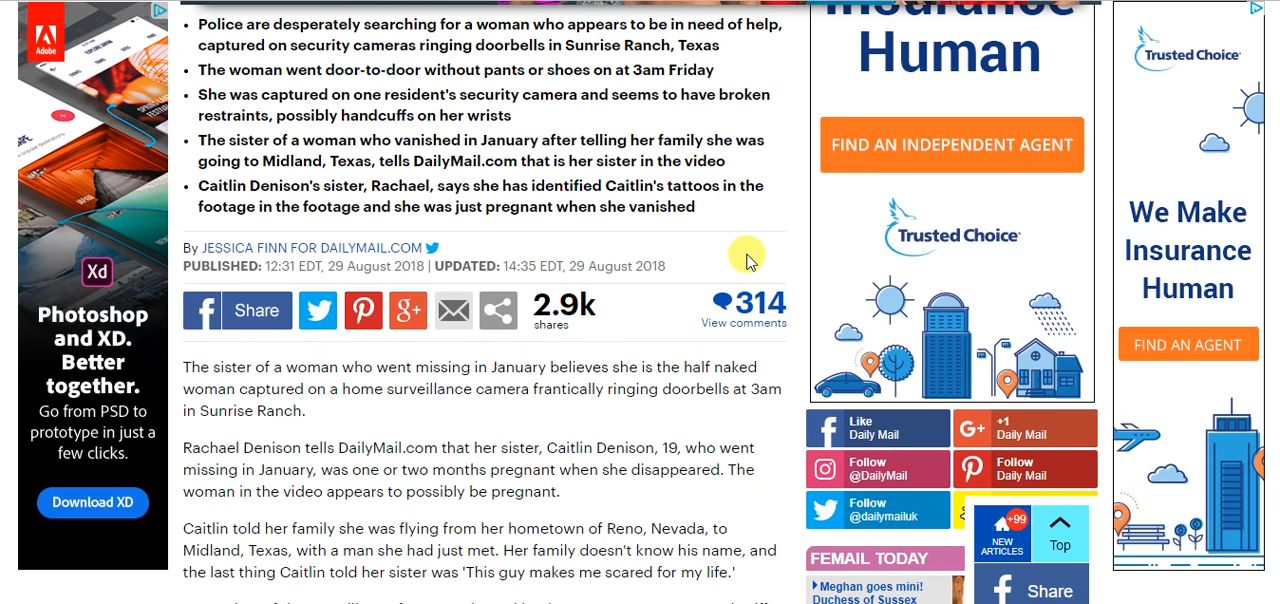 Adobe
Xd
Photoshop
and XD.
Better
together.
Go from PSD to
prototype in just a
few clicks.
Download XD
• Police are desperately searching for a woman who appears to be in need of help,
captured on security cameras ringing doorbells in Sunrise Ranch, Texas
• The woman went door-to-door without pants or shoes on at 3am Friday
• She was captured on one resident's security camera and seems to have broken
restraints, possibly handcuffs on her wrists
• The sister of a woman who vanished in January after telling her family she was
going to Midland, Texas, tells DailyMail.com that is her sister in the video
• Caitlin Denison's sister, Rachael, says she has identified Caitlin's tattoos in the
footage in the footage and she was just pregnant when she vanished
By JESSICA FINN FOR DAILYMAIL.COM
PUBLISHED: 12:31 EDT, 29 August 2018 | UPDATED: 14:35 EDT, 29 August 2018
Share
2.9k
shares
314
View comments
The sister of a woman who went missing in January believes she is the half naked
woman captured on a home surveillance camera frantically ringing doorbells at 3am
in Sunrise Ranch.
Rachael Denison tells DailyMail.com that her sister, Caitlin Denison, 19, who went
missing in January, was one or two months pregnant when she disappeared. The
woman in the video appears to possibly be pregnant.
Caitlin told her family she was flying from her hometown of Reno, Nevada, to
Midland, Texas, with a man she had just met. Her family doesn't know his name, and
the last thing Caitlin told her sister was 'This guy makes me scared for my life.'
Insurance
Human
FIND AN INDEPENDENT AGENT
Trusted Choice
Like
Daily Mail
+1
Daily Mail
Follow
@DailyMail
Follow
Daily Mail
Follow
@dailymailuk
+99
NEW
ARTICLES
Top
Share
FEMAIL TODAY
Meghan goes mini!
Duchess of Sussex
Trusted Choice
We Make
Insurance
Human
FIND AN AGENT